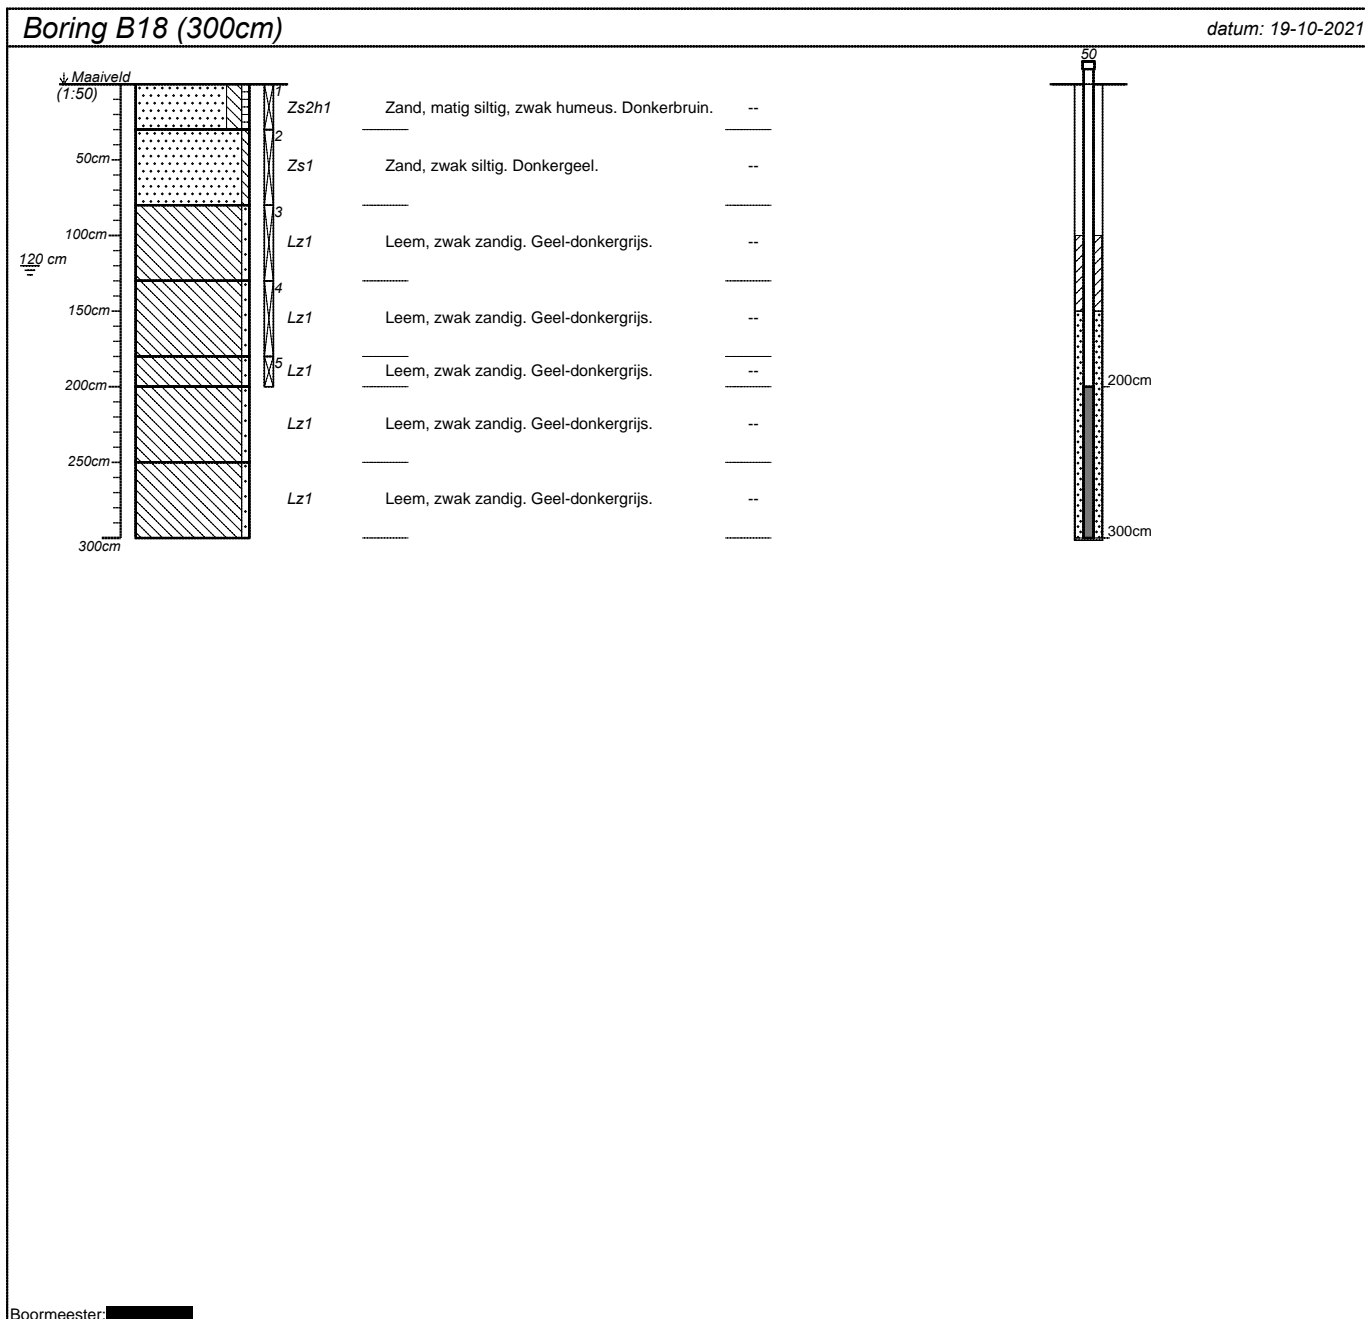 Boring B18 (300cm) datum: 19-10-2021
50
Maaiveld
(1:50)
1
Zs2h1 Zand, matig siltig, zwak humeus. Donkerbruin. --
2
50cm Zs1 Zand, zwak siltig. Donkergeel. --
3
100cm Lz1 Leem, zwak zandig. Geel-donkergrijs. --
120 cm
4
150cm Lz1 Leem, zwak zandig. Geel-donkergrijs. --
5 Lz1 Leem, zwak zandig. Geel-donkergrijs. --
200cm 200cm
Lz1 Leem, zwak zandig. Geel-donkergrijs. --
250cm
Lz1 Leem, zwak zandig. Geel-donkergrijs. --
300cm 300cm
Boormeester: